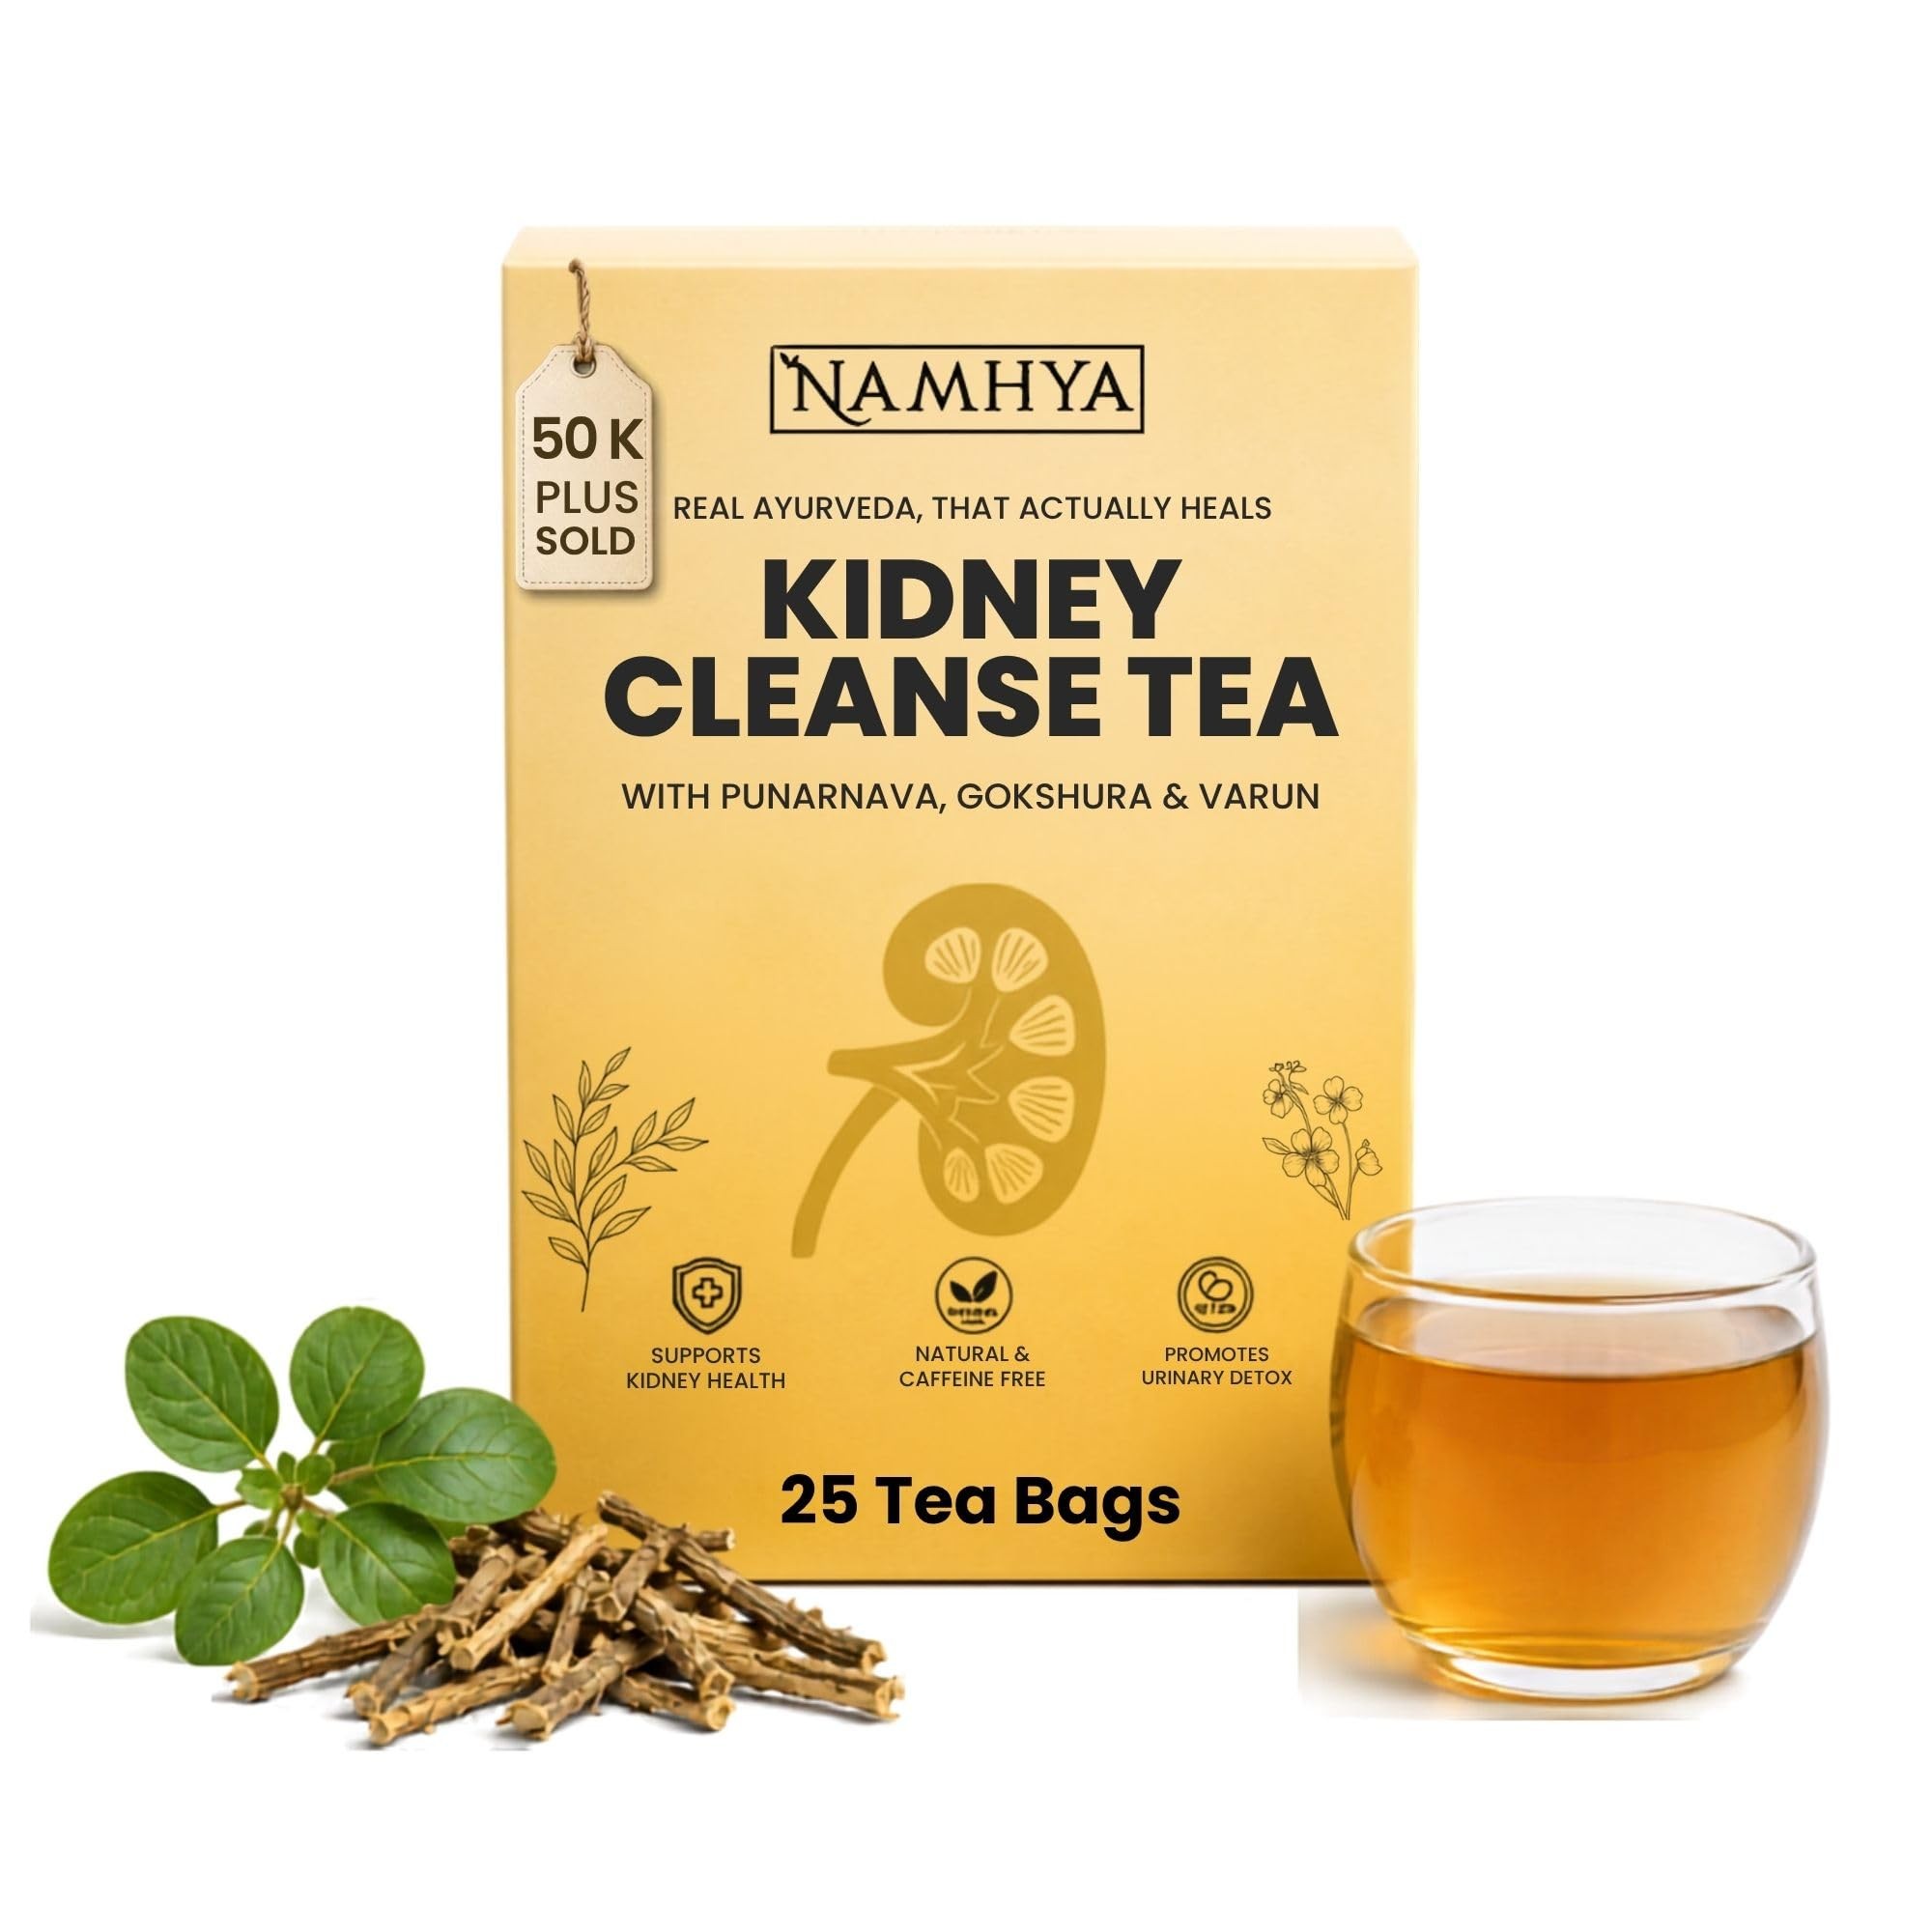 NAMHYA
50 K
PLUS
SOLD
REAL AYURVEDA, THAT ACTUALLY HEALS
KIDNEY
CLEANSE TEA
WITH PUNARNAVA, GOKSHURA & VARUN
SUPPORTS
KIDNEY HEALTH
NATURAL &
CAFFEINE FREE
PROMOTES
URINARY DETOX
25 Tea Bags